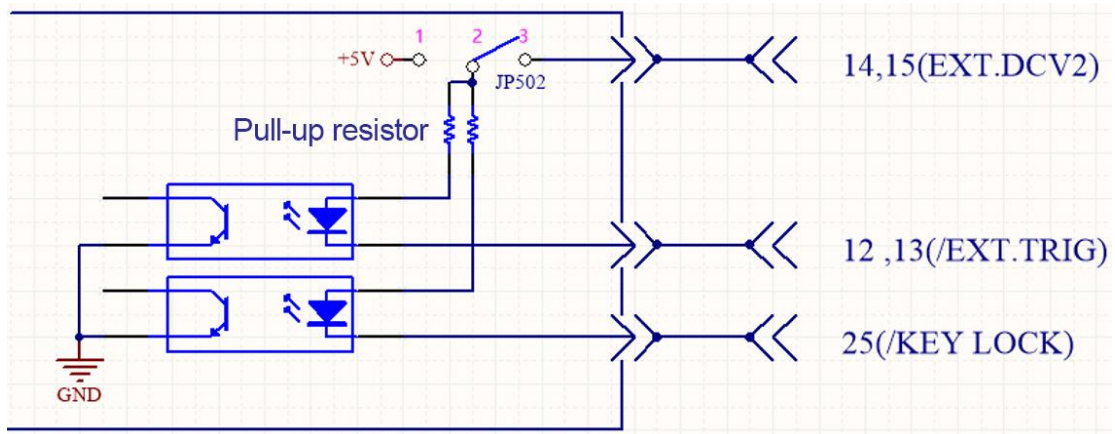 1 2 3
+5V
JP502
14,15(EXT.DCV2)
Pull-up resistor
12 ,13(/EXT.TRIG)
25(/KEY LOCK)
GND